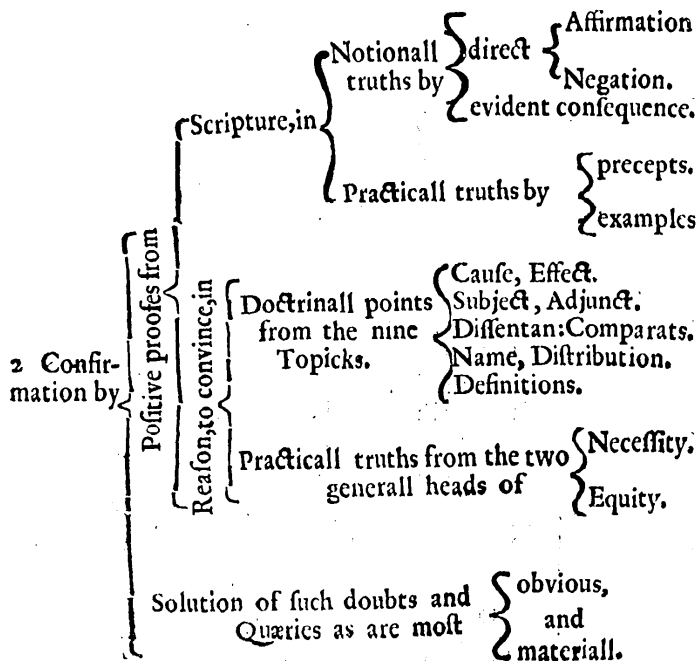 2 Confir-
mation by
Poſitive proofes from
Scripture, in
Notionall
truths by
direct
Affirmation
Negation.
evident conſequence.
Practicall truths by
precepts.
examples
Reaſon, to convince, in
Doctrinall points
from the nine
Topicks.
Cauſe, Effect.
Subject, Adjunct.
Diſſentan: Comparats.
Name, Diſtribution.
Definitions.
Practicall truths from the two
generall heads of
Neceſſity.
Equity.
Solution of ſuch doubts and
Quæries as are moſt
obvious,
and
materiall.